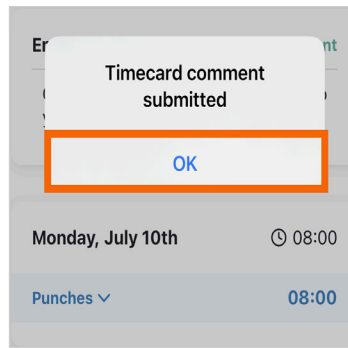 Timecard comment
submitted
OK
Monday, July 10th 08:00
Punches 08:00